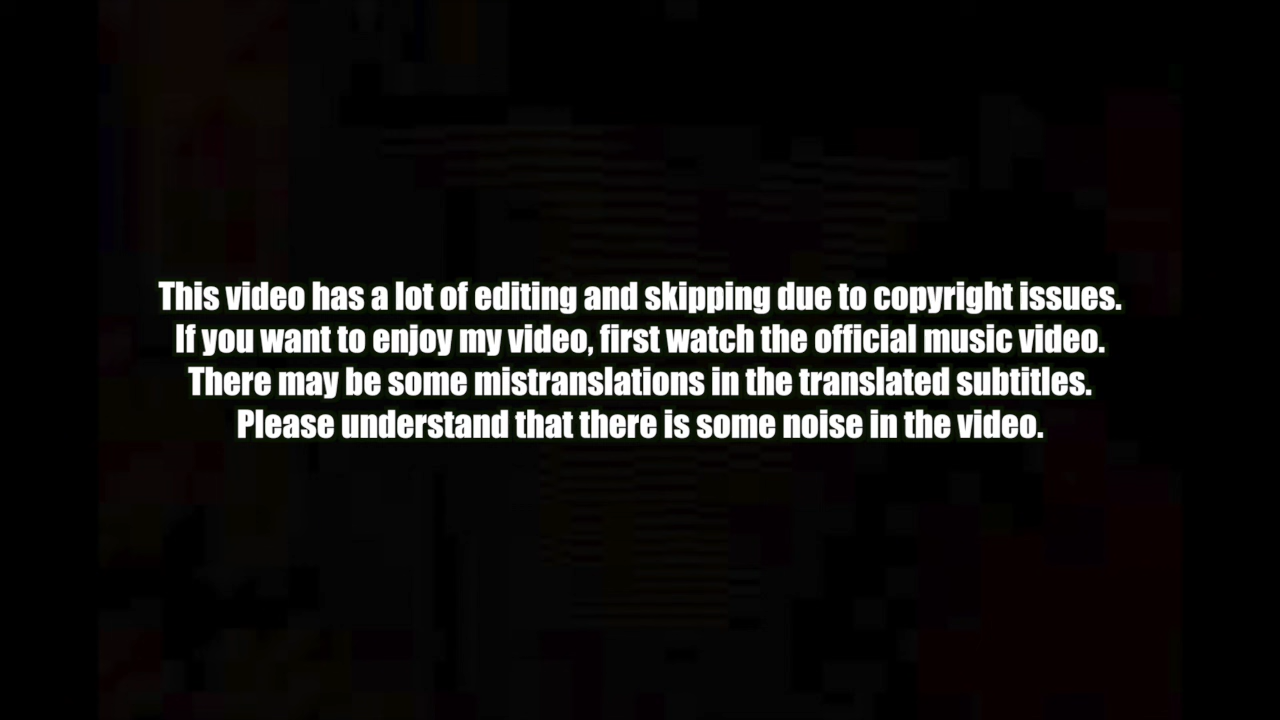 This video has a lot of editing and skipping due to copyright issues.
If you want to enjoy my video, first watch the official music video.
There may be some mistranslations in the translated subtitles.
Please understand that there is some noise in the video.